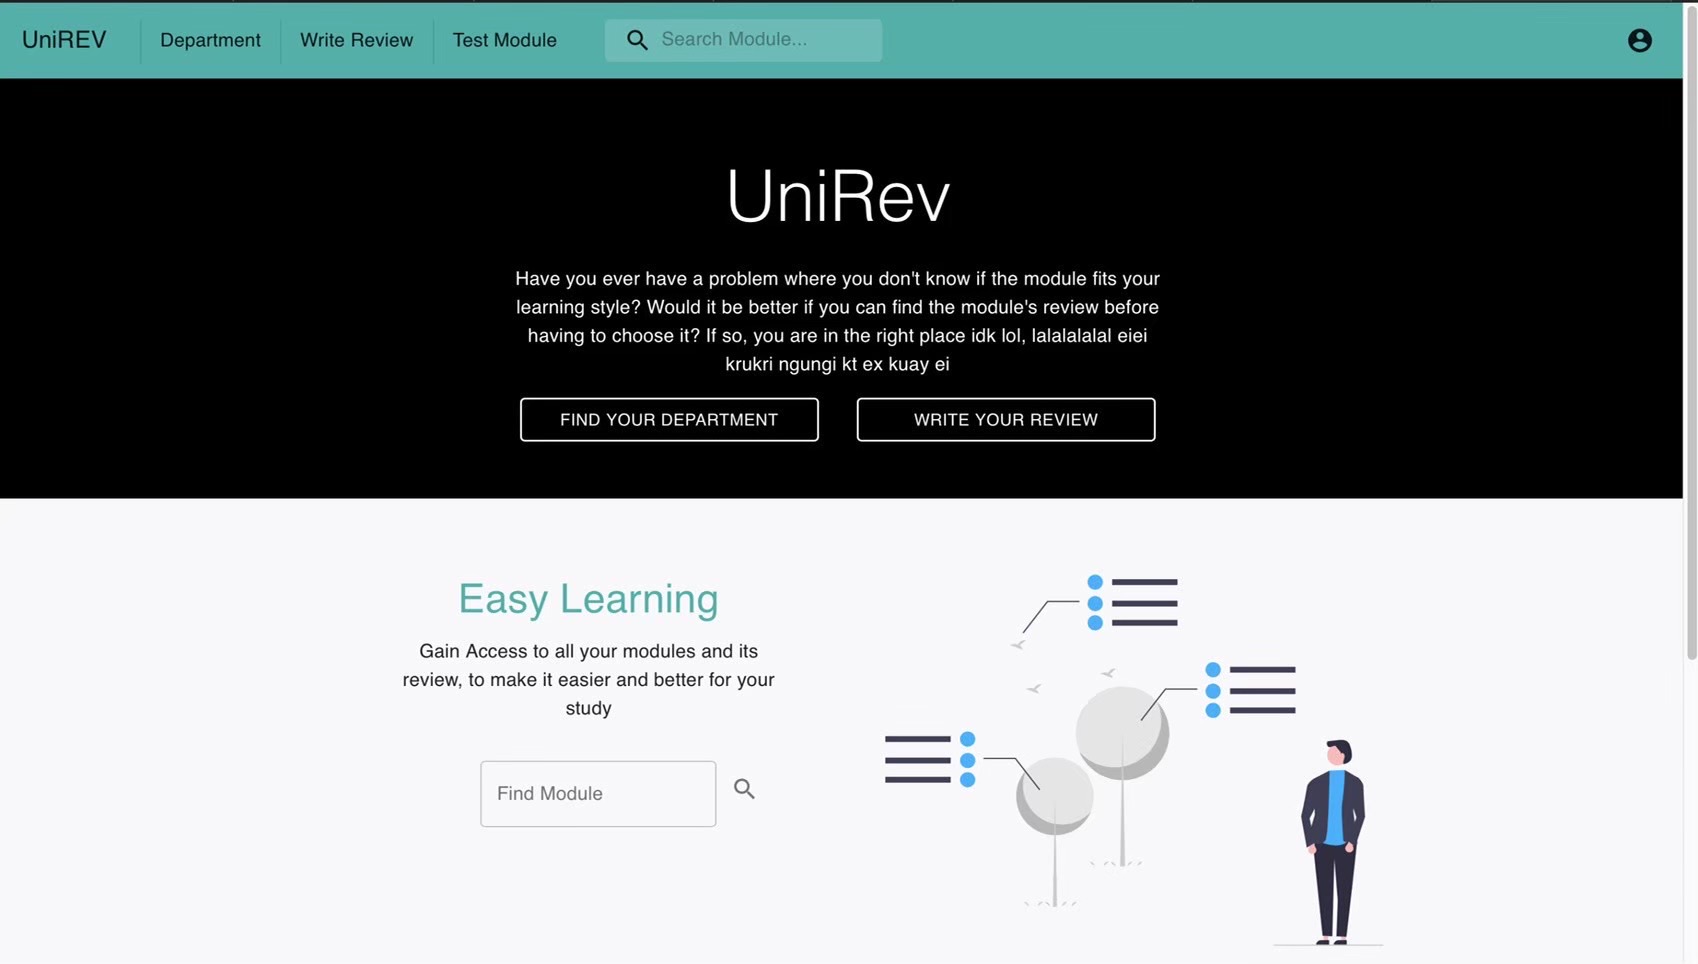 UniREV
Department
Write Review
Test Module
Search Module...
UniRev
Have you ever have a problem where you don't know if the module fits your
learning style? Would it be better if you can find the module's review before
having to choose it? If so, you are in the right place idk lol, lalalalalal eiei
krukri ngungi kt ex kuay ei
FIND YOUR DEPARTMENT
WRITE YOUR REVIEW
Easy Learning
Gain Access to all your modules and its
review, to make it easier and better for your
study
Find Module